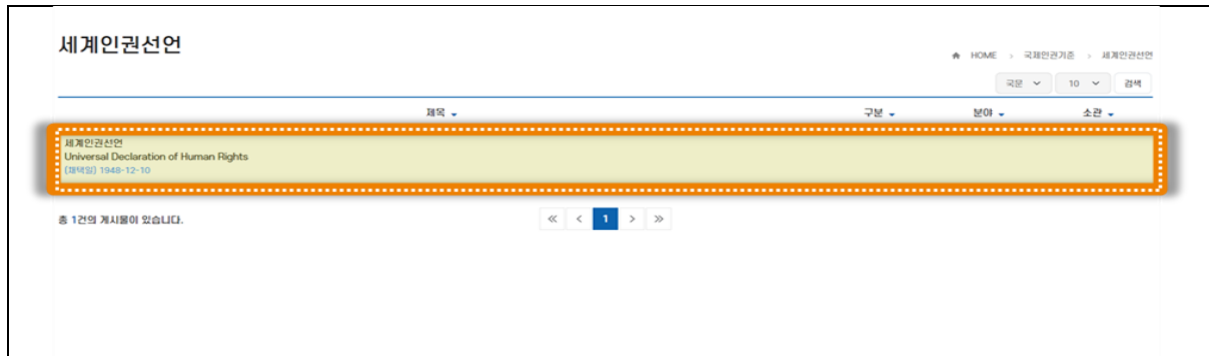 세계인권선언
HOME > 국제인권기준 > 세계인권선언
국문 10 검색
제목 구분 분야 소관
세계인권선언
Universal Declaration of Human Rights
(채택일) 1948-12-10
총 1건의 게시물이 있습니다.
« < 1 > »